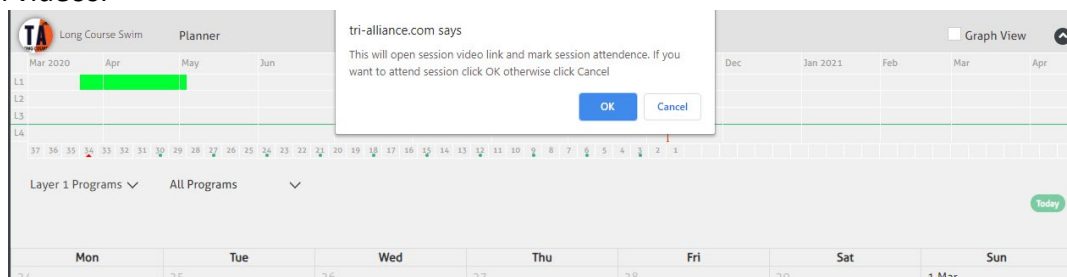 TA Long Course Swim Planner Graph View
tri-alliance.com says
This will open session video link and mark session attendence. If you
want to attend session click OK otherwise click Cancel
OK Cancel
Mar 2020 Apr May Jun Dec Jan 2021 Feb Mar Apr
L1
L2
L3
L4
37 36 35 34 33 32 31 30 29 28 27 26 25 24 23 22 21 20 19 18 17 16 15 14 13 12 11 10 9 8 7 6 5 4 3 2 1
Layer 1 Programs All Programs
Today
Mon Tue Wed Thu Fri Sat Sun
1 Mar